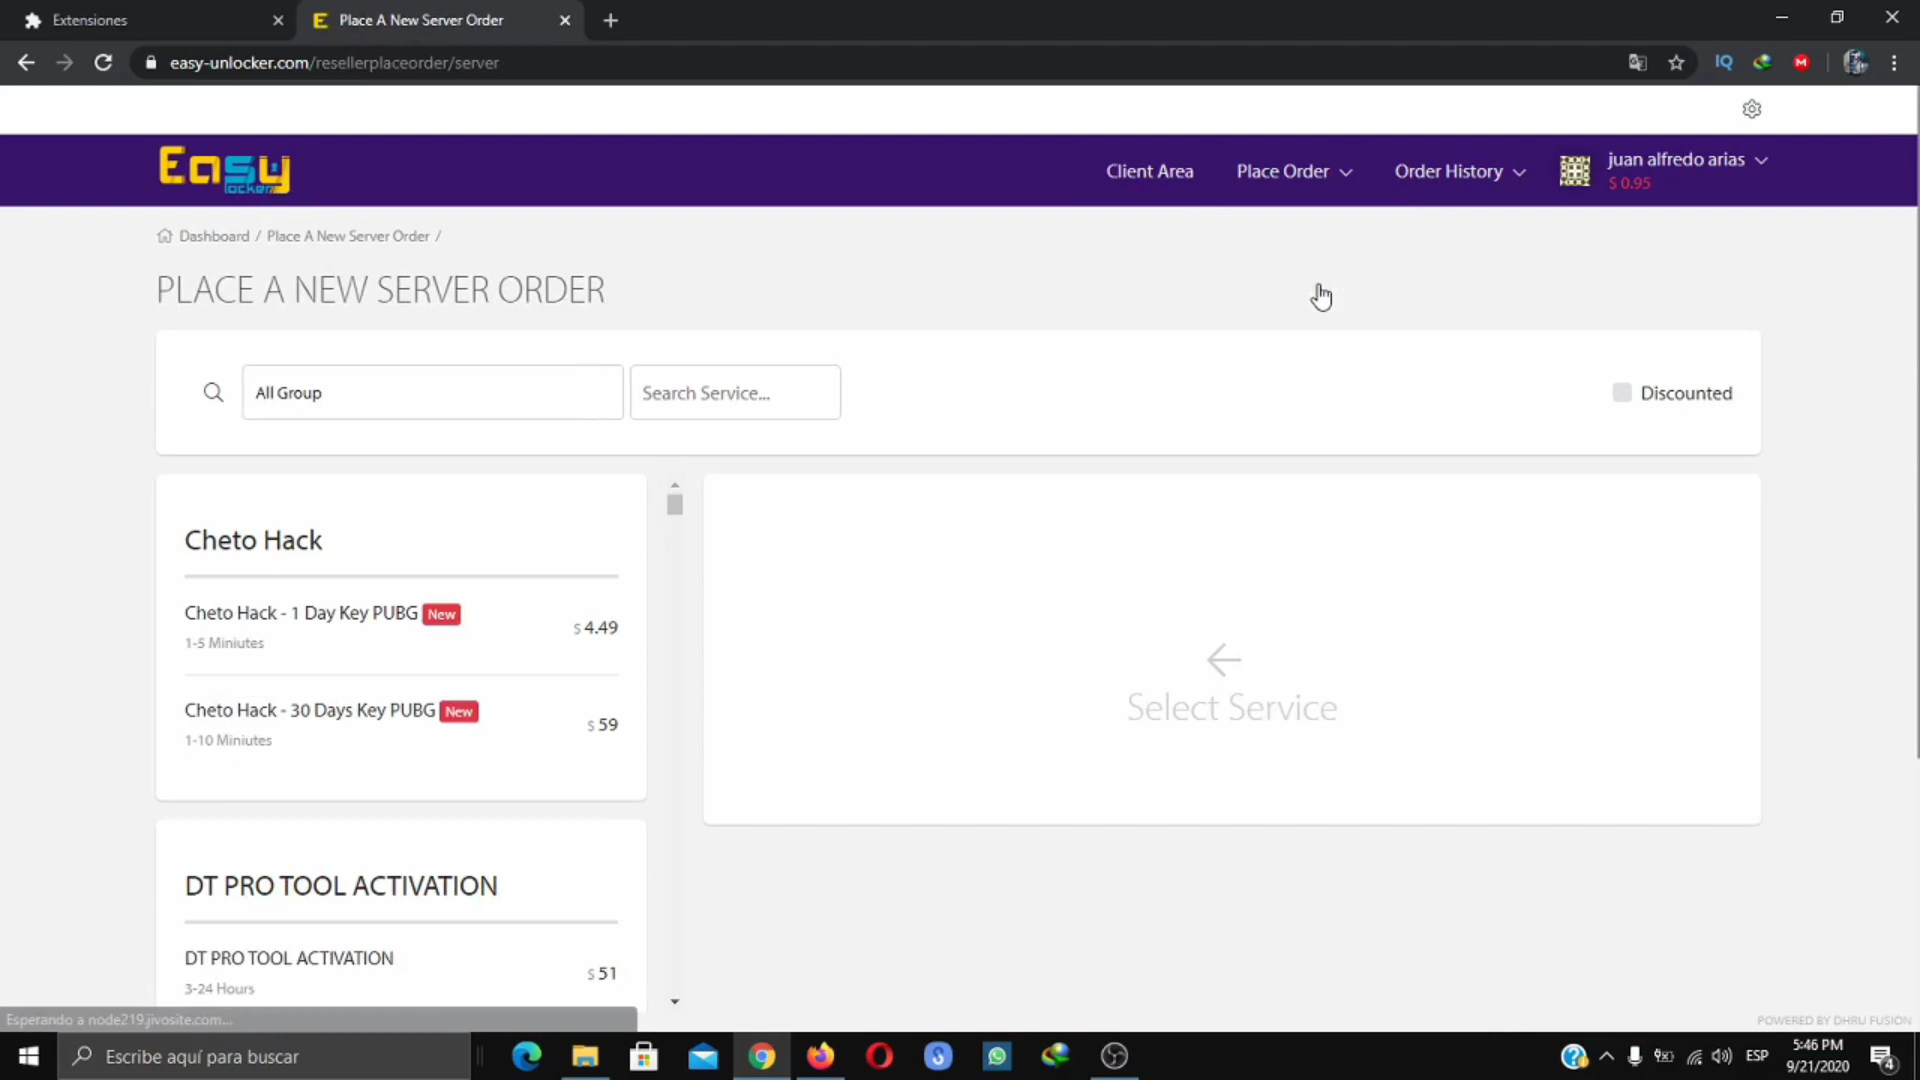 Extensiones
Place A New Server Order
easy-unlocker.com/resellerplaceorder/server
IQ
M
Easy
locker
Client Area
Place Order
Order History
juan alfredo arias
$ 0.95
Dashboard / Place A New Server Order /
PLACE A NEW SERVER ORDER
All Group
Search Service...
Discounted
Cheto Hack
Cheto Hack - 1 Day Key PUBG New
$ 4.49
1-5 Miniutes
Cheto Hack - 30 Days Key PUBG New
$ 59
1-10 Miniutes
Select Service
DT PRO TOOL ACTIVATION
DT PRO TOOL ACTIVATION
$ 51
3-24 Hours
Esperando a node219.jivosite.com...
POWERED BY DHRU FUSION
Escribe aquí para buscar
ESP
5:46 PM
9/21/2020
4